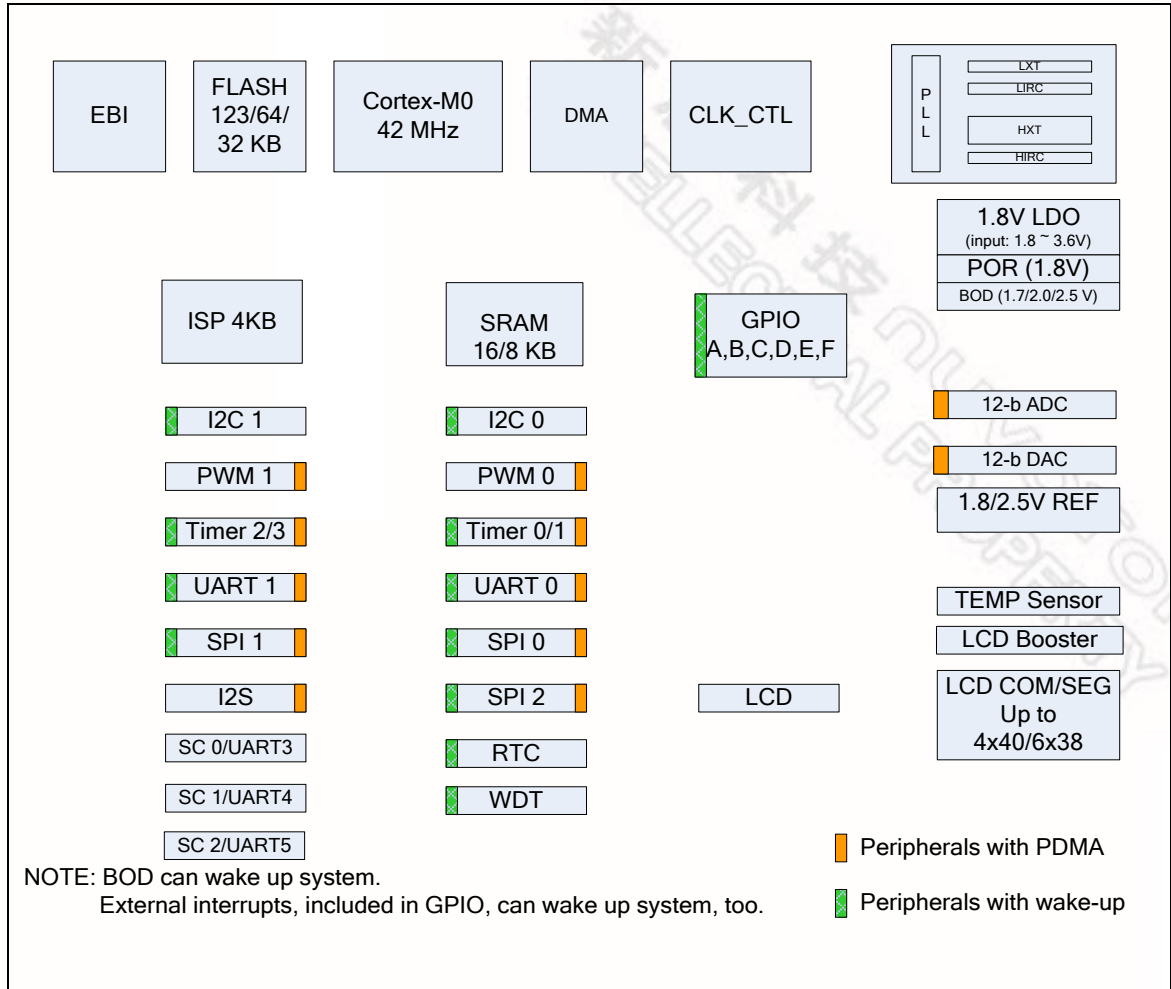 EBI
FLASH
123/64/
32 KB
Cortex-M0
42 MHz
DMA
CLK_CTL
P
L
L
LXT
LIRC
HXT
HIRC
1.8V LDO
(input: 1.8 ~ 3.6V)
POR (1.8V)
BOD (1.7/2.0/2.5 V)
ISP 4KB
SRAM
16/8 KB
GPIO
A,B,C,D,E,F
I2C 1
I2C 0
12-b ADC
PWM 1
PWM 0
12-b DAC
1.8/2.5V REF
Timer 2/3
Timer 0/1
UART 1
UART 0
TEMP Sensor
SPI 1
SPI 0
LCD Booster
I2S
SPI 2
LCD
LCD COM/SEG
Up to
4x40/6x38
SC 0/UART3
RTC
SC 1/UART4
WDT
SC 2/UART5
Peripherals with PDMA
NOTE: BOD can wake up system.
External interrupts, included in GPIO, can wake up system, too.
Peripherals with wake-up